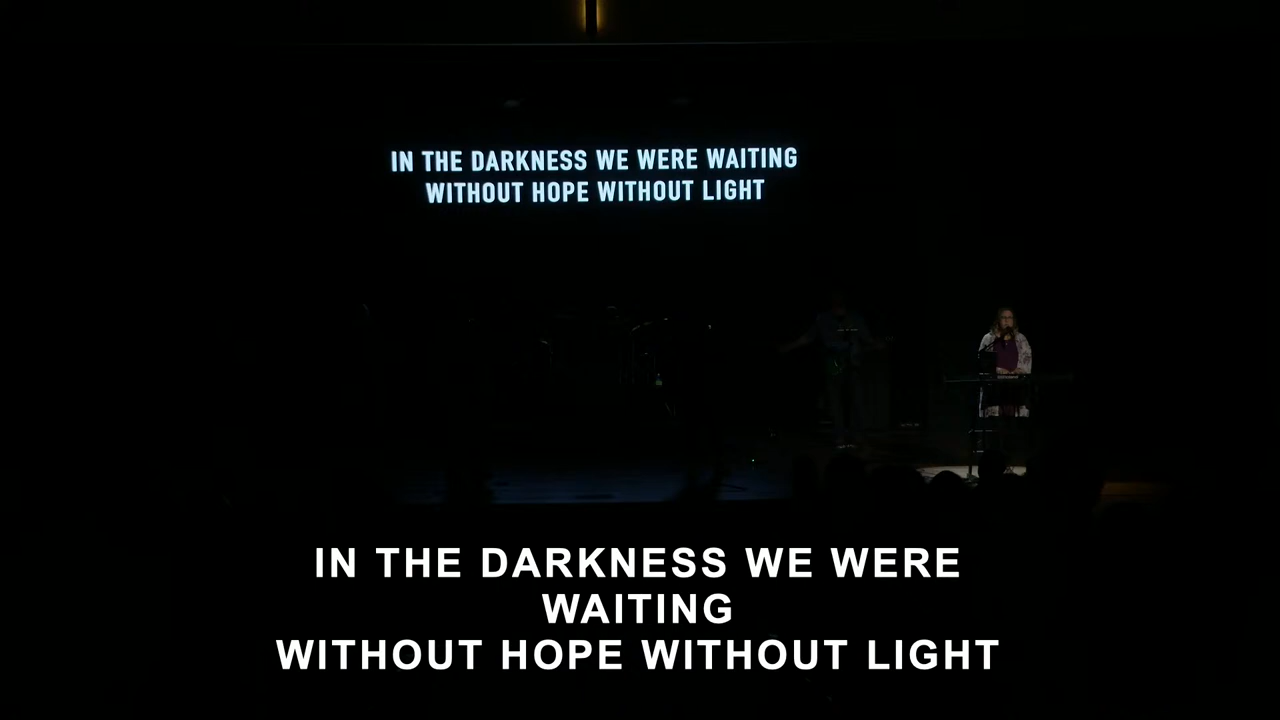 IN THE DARKNESS WE WERE WAITING
WITHOUT HOPE WITHOUT LIGHT
IN THE DARKNESS WE WERE
WAITING
WITHOUT HOPE WITHOUT LIGHT